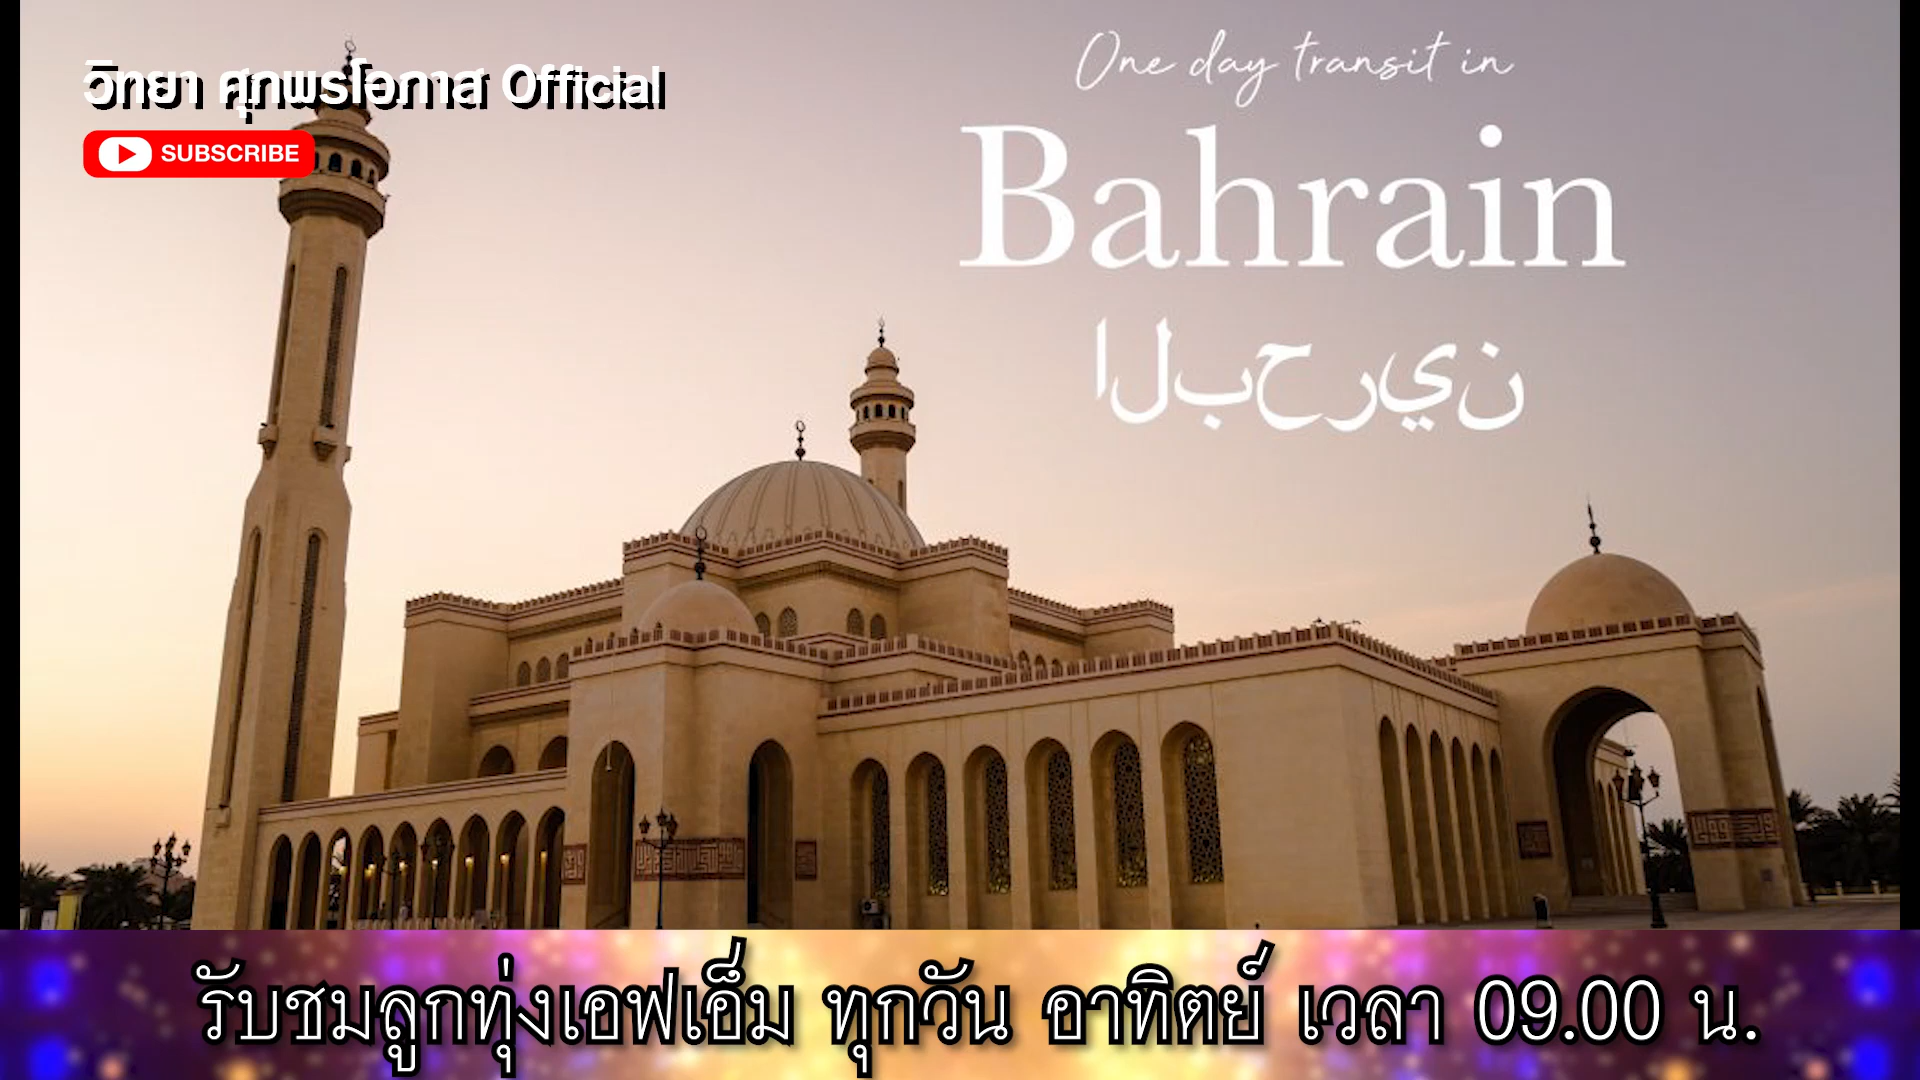 วิทยา ศุภพรโอภาส Official
SUBSCRIBE
One day transit in
Bahrain
البحرين
รับชมลูกทุ่งเอฟเอ็ม ทุกวัน อาทิตย์ เวลา 09.00 น.